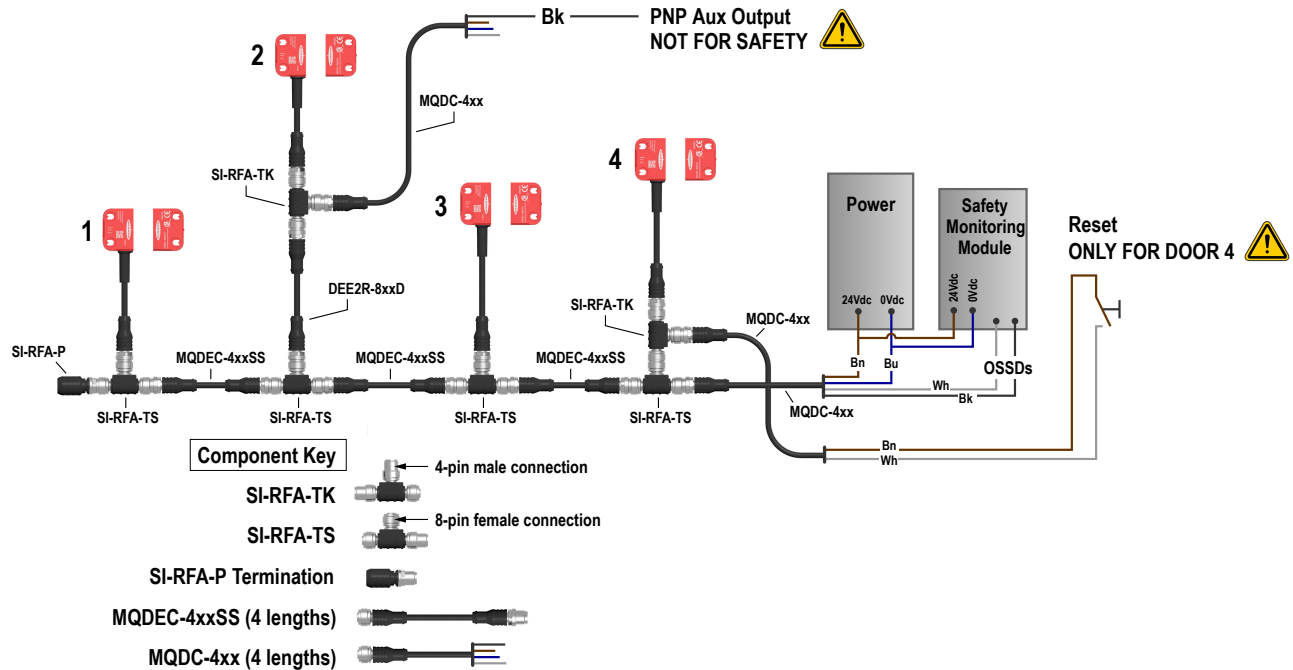 Bk
PNP Aux Output
NOT FOR SAFETY
2
MQDC-4xx
4
SI-RFA-TK
3
1
Power
Safety
Monitoring
Module
24Vdc
0Vdc
24Vdc
0Vdc
Reset
ONLY FOR DOOR 4
DEE2R-8xxD
SI-RFA-TK
MQDC-4xx
SI-RFA-P
MQDEC-4xxSS
MQDEC-4xxSS
MQDEC-4xxSS
Bn
Bu
OSSDs
Wh
Bk
MQDC-4xx
SI-RFA-TS
SI-RFA-TS
SI-RFA-TS
SI-RFA-TS
Bn
Wh
Component Key
4-pin male connection
SI-RFA-TK
8-pin female connection
SI-RFA-TS
SI-RFA-P Termination
MQDEC-4xxSS (4 lengths)
MQDC-4xx (4 lengths)